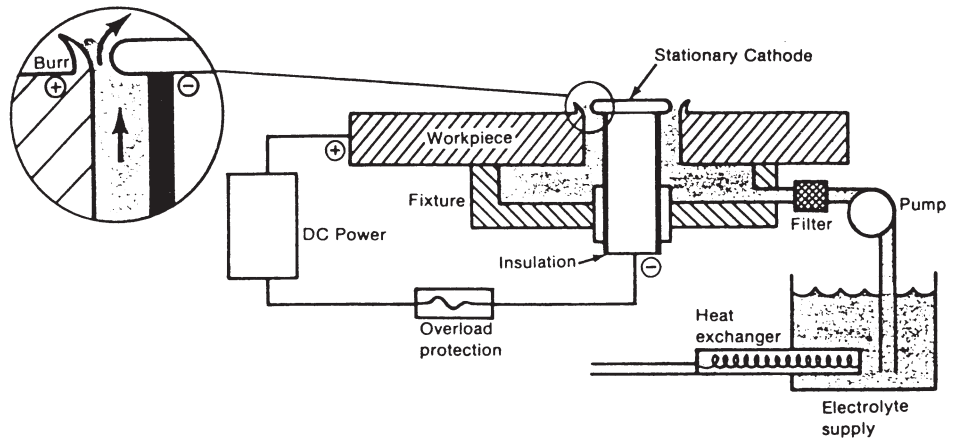 Burr
+
−
Stationary Cathode
Workpiece
+
Fixture
DC Power
Insulation
−
Filter
Pump
Overload
protection
Heat
exchanger
Electrolyte
supply